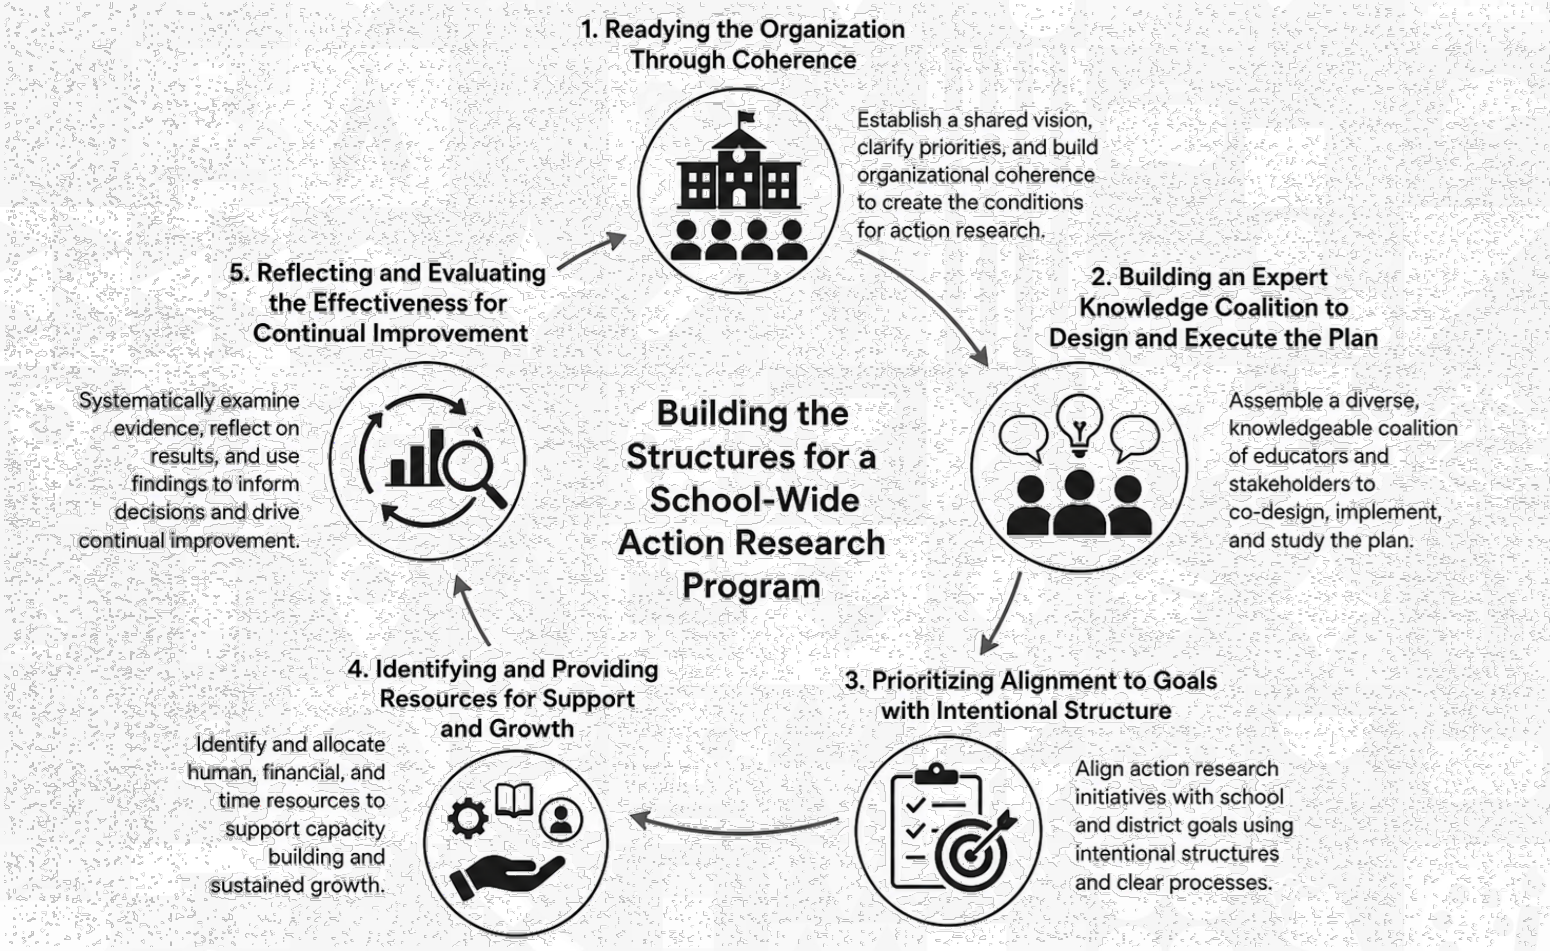 1. Readying the Organization
Through Coherence
Establish a shared vision,
clarify priorities, and build
organizational coherence
to create the conditions
for action research.
2. Building an Expert
Knowledge Coalition to
Design and Execute the Plan
Assemble a diverse,
knowledgeable coalition
of educators and
stakeholders to
co-design, implement,
and study the plan.
3. Prioritizing Alignment to Goals
with Intentional Structure
Align action research
initiatives with school
and district goals using
intentional structures
and clear processes.
4. Identifying and Providing
Resources for Support
and Growth
Identify and allocate
human, financial, and
time resources to
support capacity
building and
sustained growth.
5. Reflecting and Evaluating
the Effectiveness for
Continual Improvement
Systematically examine
evidence, reflect on
results, and use
findings to inform
decisions and drive
continual improvement.
Building the
Structures for a
School-Wide
Action Research
Program